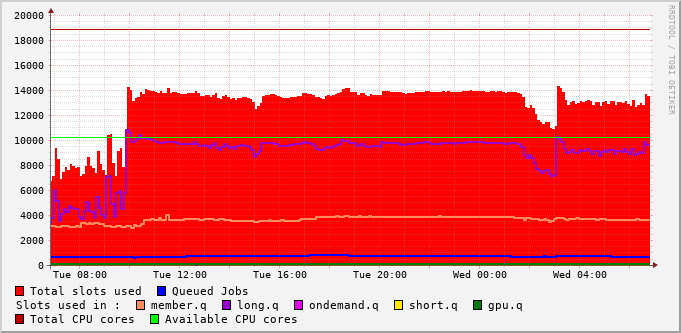 20000
18000
16000
14000
12000
10000
8000
6000
4000
2000
0
Tue 08:00 Tue 12:00 Tue 16:00 Tue 20:00 Wed 00:00 Wed 04:00
RRDTOOL / TOBI OETIKER
Total slots used Queued Jobs
Slots used in : member.q long.q ondemand.q short.q gpu.q
Total CPU cores Available CPU cores